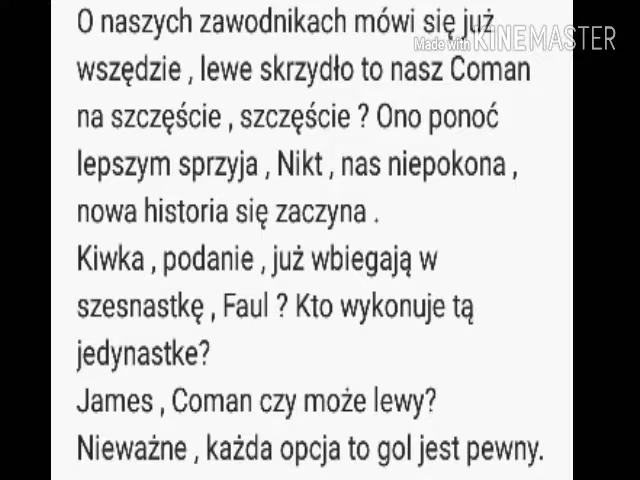 O naszych zawodnikach mówi się już
Made with KINEMASTER
wszędzie , lewe skrzydło to nasz Coman
na szczęście , szczęście ? Ono ponoć
lepszym sprzyja , Nikt , nas niepokona ,
nowa historia się zaczyna .
Kiwka , podanie , już wbiegają w
szesnastkę , Faul ? Kto wykonuje tą
jedynastke?
James , Coman czy może lewy?
Nieważne , każda opcja to gol jest pewny.